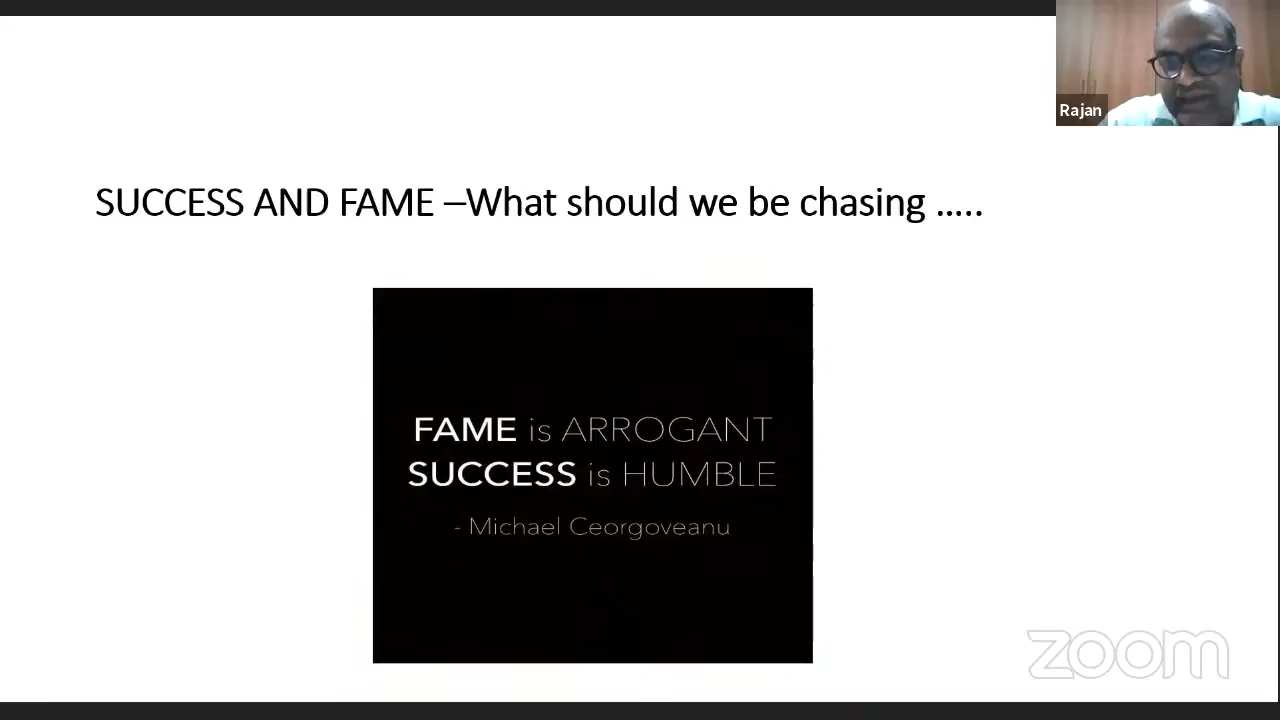 Rajan
SUCCESS AND FAME –What should we be chasing …..
FAME is ARROGANT
SUCCESS is HUMBLE
- Michael Ceorgoveanu
zoom